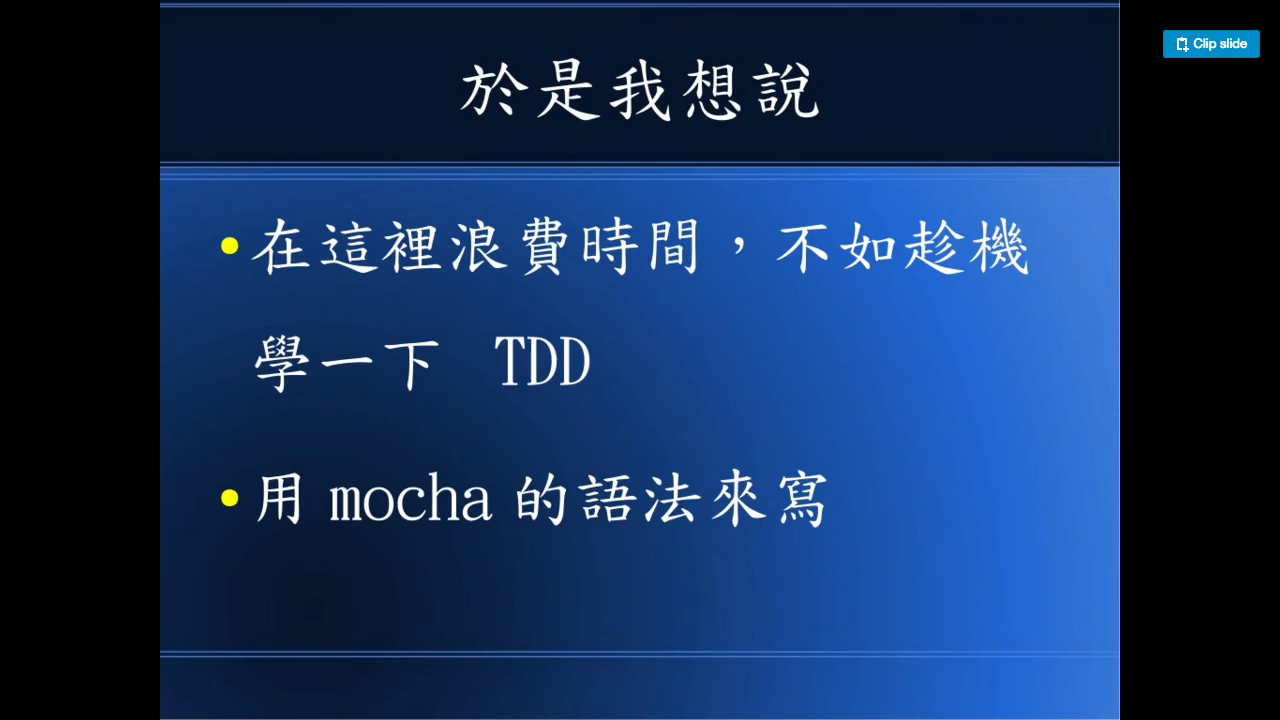 Clip slide
於是我想說
在這裡浪費時間，不如趁機
學一下 TDD
用 mocha 的語法來寫